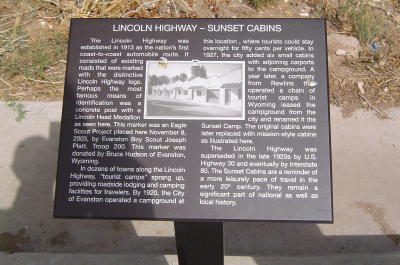 LINCOLN HIGHWAY – SUNSET CABINS
The Lincoln Highway was
established in 1913 as the nation's first
coast-to-coast automobile route. It
consisted of existing
roads that were marked
with the distinctive
Lincoln Highway logo.
Perhaps the most
famous means of
identification was a
concrete post with a
Lincoln Head Medallion
as seen here. This marker was an Eagle
Scout Project placed here November 8,
2003, by Evanston Boy Scout Joseph
Platt, Troop 200. This marker was
donated by Bruce Hudson of Evanston,
Wyoming.
In dozens of towns along the Lincoln
Highway, "tourist camps" sprang up,
providing roadside lodging and camping
facilities for travelers. By 1920, the City
of Evanston operated a campground at
this location , where tourists could stay
overnight for fifty cents per vehicle. In
1927, the city added six small cabins
with adjoining carports
to the campground. A
year later, a company
from Rawlins that
operated a chain of
tourist camps in
Wyoming leased the
campground from the
city and renamed it the
Sunset Camp. The original cabins were
later replaced with mission-style cabins
as illustrated here.
The Lincoln Highway was
superseded in the late 1920s by U.S.
Highway 30 and eventually by Interstate
80. The Sunset Cabins are a reminder of
a more leisurely pace of travel in the
early 20th century. They remain a
significant part of national as well as
local history.